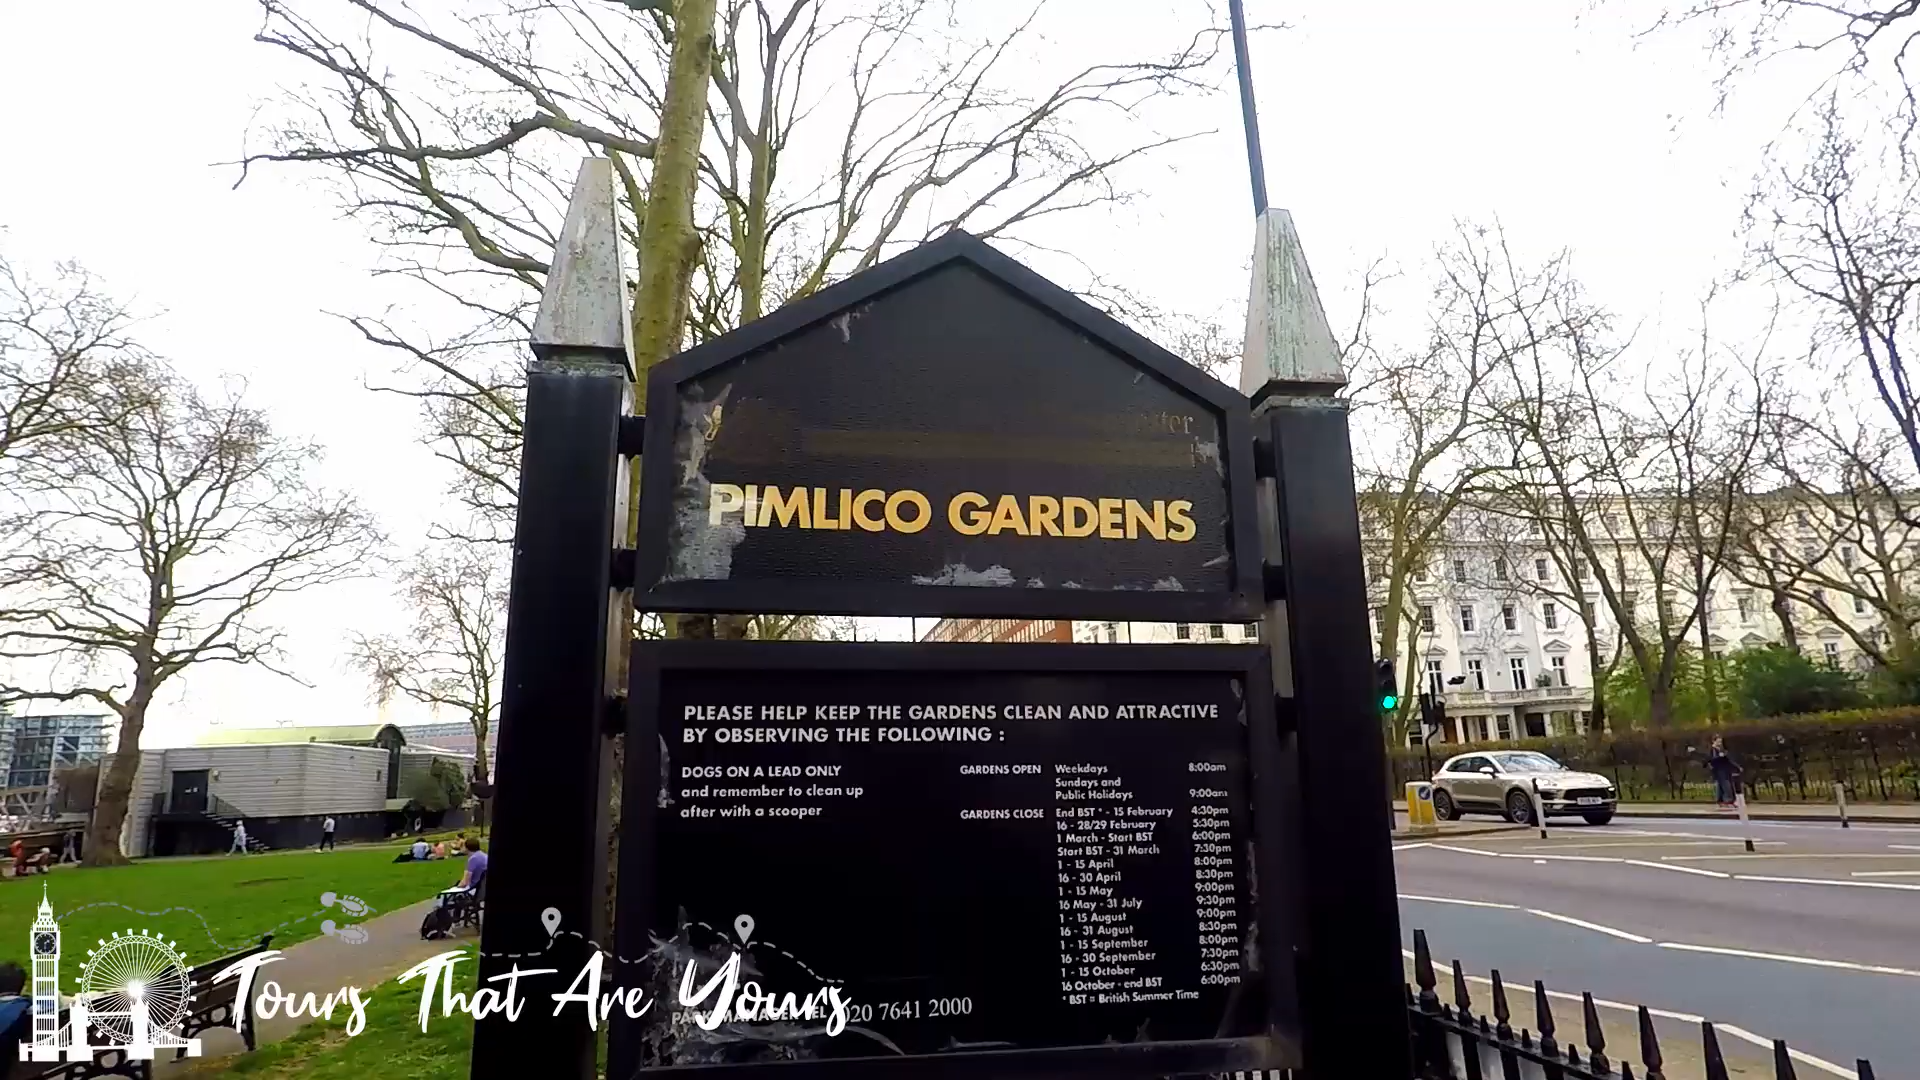 PIMLICO GARDENS
PLEASE HELP KEEP THE GARDENS CLEAN AND ATTRACTIVE
BY OBSERVING THE FOLLOWING :
DOGS ON A LEAD ONLY
and remember to clean up
after with a scooper
GARDENS OPEN Weekdays 8:00am
Sundays and
Public Holidays 9:00am
GARDENS CLOSE End BST * - 15 February 4:30pm
16 - 28/29 February 5:30pm
1 March - Start BST 6:00pm
Start BST - 31 March 7:30pm
1 - 15 April 8:00pm
16 - 30 April 8:30pm
1 - 15 May 9:00pm
16 May - 31 July 9:30pm
1 - 15 August 9:00pm
16 - 31 August 8:30pm
1 - 15 September 8:00pm
16 - 30 September 7:30pm
1 - 15 October 6:30pm
16 October - end BST 6:00pm
* BST = British Summer Time
PARK MANAGER TEL 020 7641 2000
Tours That Are Yours